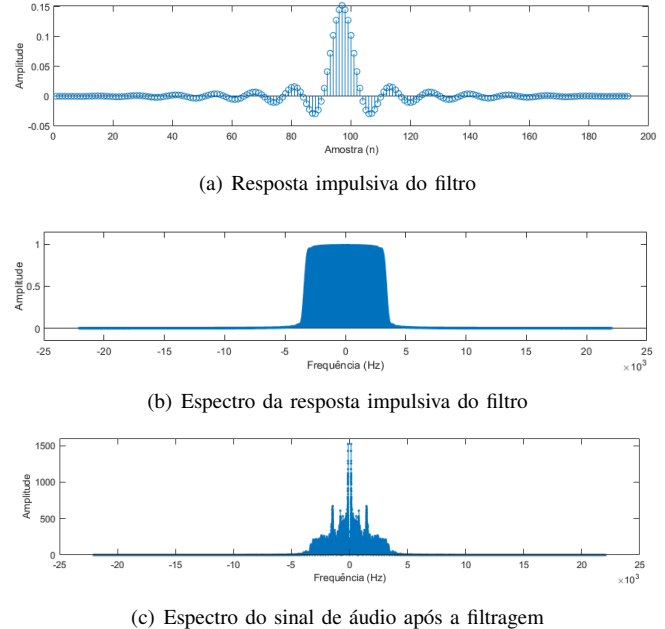 0.15
0.1
0.05
0
-0.05
Amplitude
0 20 40 60 80 100 120 140 160 180 200
Amostra (n)
(a) Resposta impulsiva do filtro
1
0.5
0
Amplitude
-25 -20 -15 -10 -5 0 5 10 15 20 25
Frequência (Hz)
×10³
(b) Espectro da resposta impulsiva do filtro
1500
1000
500
0
Amplitude
-25 -20 -15 -10 -5 0 5 10 15 20 25
Frequência (Hz)
×10³
(c) Espectro do sinal de áudio após a filtragem